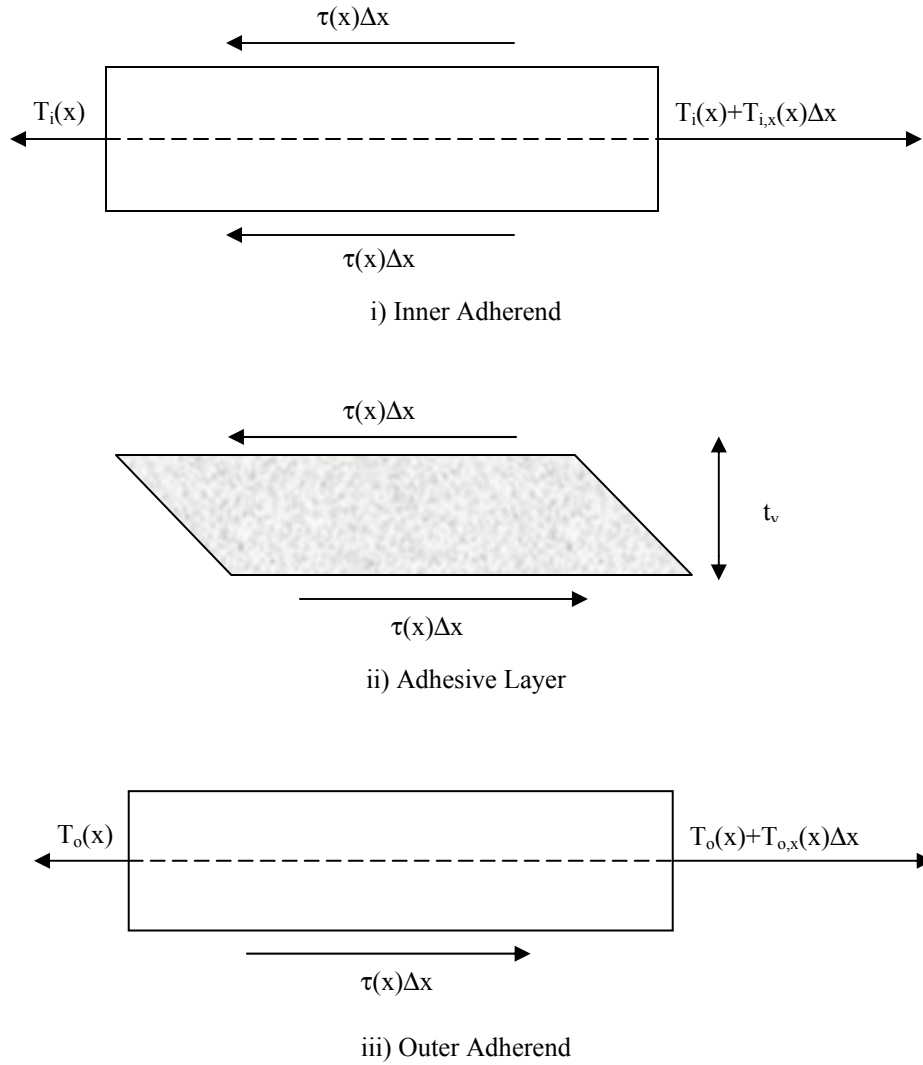 τ(x)Δx
Tᵢ(x)
Tᵢ(x)+Tᵢ,ₓ(x)Δx
τ(x)Δx
i) Inner Adherend
τ(x)Δx
tᵥ
τ(x)Δx
ii) Adhesive Layer
Tₒ(x)
Tₒ(x)+Tₒ,ₓ(x)Δx
τ(x)Δx
iii) Outer Adherend